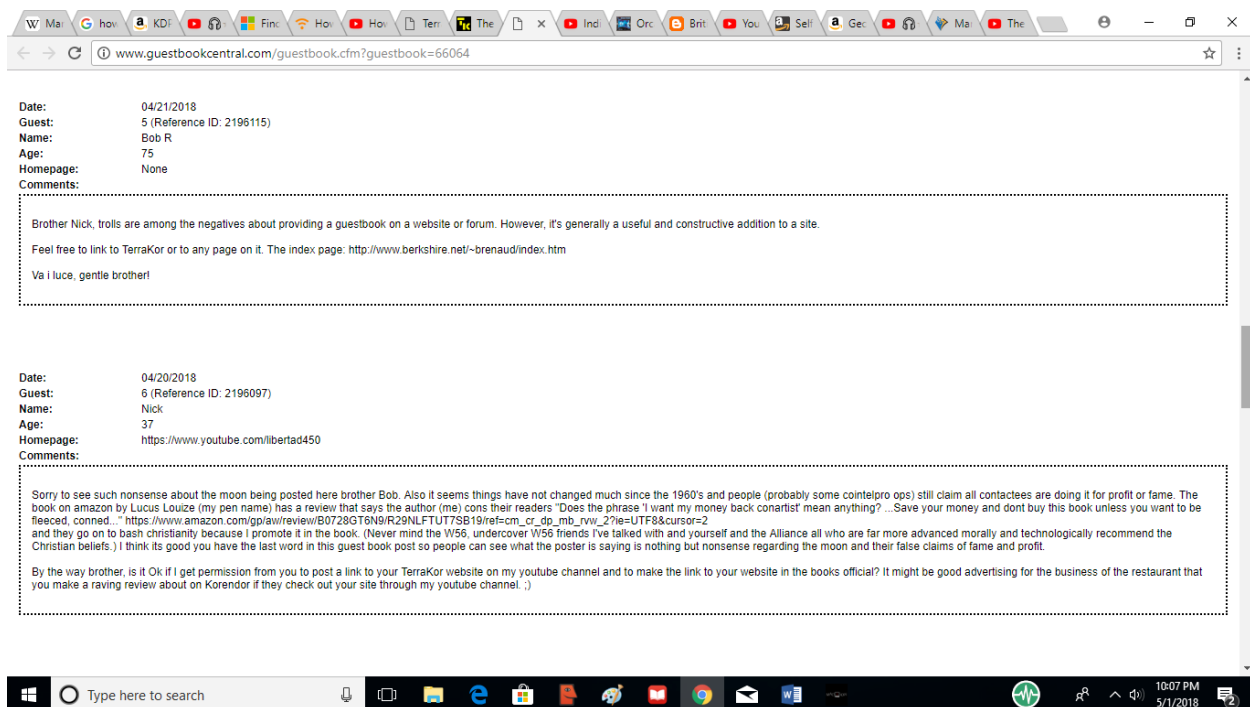 W Mar G how a KDF Finc How How Terr TK The Indi Orc Brit You Self Gec Mar The
www.guestbookcentral.com/guestbook.cfm?guestbook=66064
Date: 04/21/2018
Guest: 5 (Reference ID: 2196115)
Name: Bob R
Age: 75
Homepage: None
Comments:
Brother Nick, trolls are among the negatives about providing a guestbook on a website or forum. However, it's generally a useful and constructive addition to a site.
Feel free to link to TerraKor or to any page on it. The index page: http://www.berkshire.net/~brenaud/index.htm
Va i luce, gentle brother!
Date: 04/20/2018
Guest: 6 (Reference ID: 2196097)
Name: Nick
Age: 37
Homepage: https://www.youtube.com/libertad450
Comments:
Sorry to see such nonsense about the moon being posted here brother Bob. Also it seems things have not changed much since the 1960's and people (probably some cointelpro ops) still claim all contactees are doing it for profit or fame. The
book on amazon by Lucus Louize (my pen name) has a review that says the author (me) cons their readers "Does the phrase 'I want my money back conartist' mean anything? ...Save your money and dont buy this book unless you want to be
fleeced, conned..." https://www.amazon.com/gp/aw/review/B0728GT6N9/R29NLFTUT7SB19/ref=cm_cr_dp_mb_rvw_2?ie=UTF8&cursor=2
and they go on to bash christianity because I promote it in the book. (Never mind the W56, undercover W56 friends I've talked with and yourself and the Alliance all who are far more advanced morally and technologically recommend the
Christian beliefs.) I think its good you have the last word in this guest book post so people can see what the poster is saying is nothing but nonsense regarding the moon and their false claims of fame and profit.
By the way brother, is it Ok if I get permission from you to post a link to your TerraKor website on my youtube channel and to make the link to your website in the books official? It might be good advertising for the business of the restaurant that
you make a raving review about on Korendor if they check out your site through my youtube channel. ;)
Type here to search
10:07 PM
5/1/2018